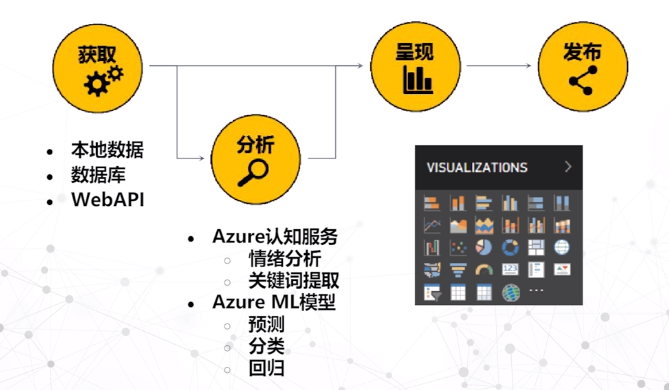 获取
呈现
发布
分析
本地数据
数据库
WebAPI
VISUALIZATIONS
Azure认知服务
情绪分析
关键词提取
Azure ML模型
预测
分类
回归
123